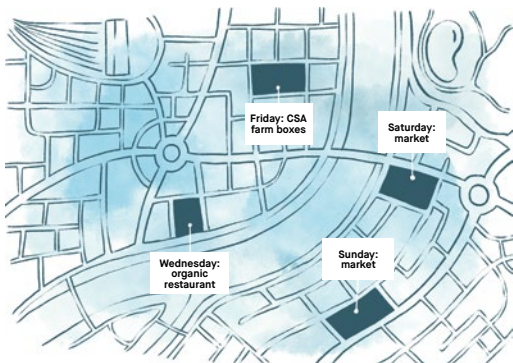 Friday: CSA
farm boxes
Saturday:
market
Wednesday:
organic
restaurant
Sunday:
market